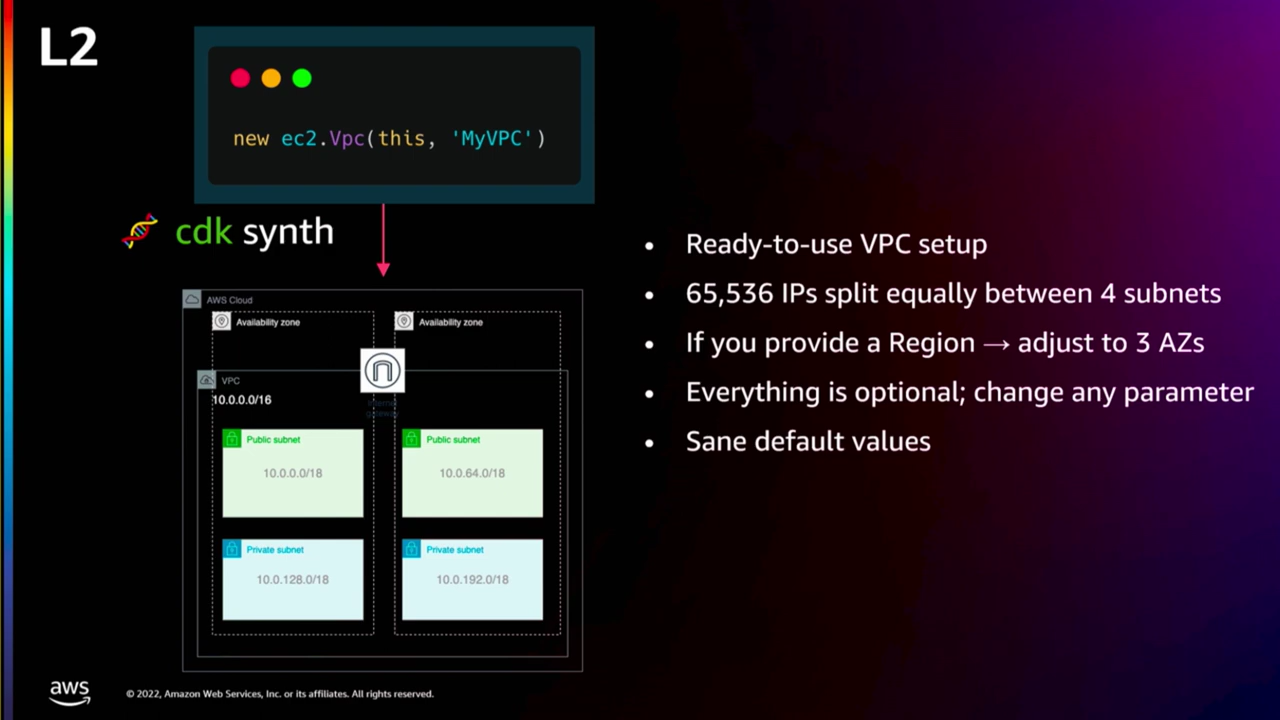 L2
new ec2.Vpc(this, 'MyVPC')
cdk synth
AWS Cloud
Availability zone
Availability zone
VPC
10.0.0.0/16
Internet
gateway
Public subnet
10.0.0.0/18
Public subnet
10.0.64.0/18
Private subnet
10.0.128.0/18
Private subnet
10.0.192.0/18
• Ready-to-use VPC setup
• 65,536 IPs split equally between 4 subnets
• If you provide a Region → adjust to 3 AZs
• Everything is optional; change any parameter
• Sane default values
aws
© 2022, Amazon Web Services, Inc. or its affiliates. All rights reserved.